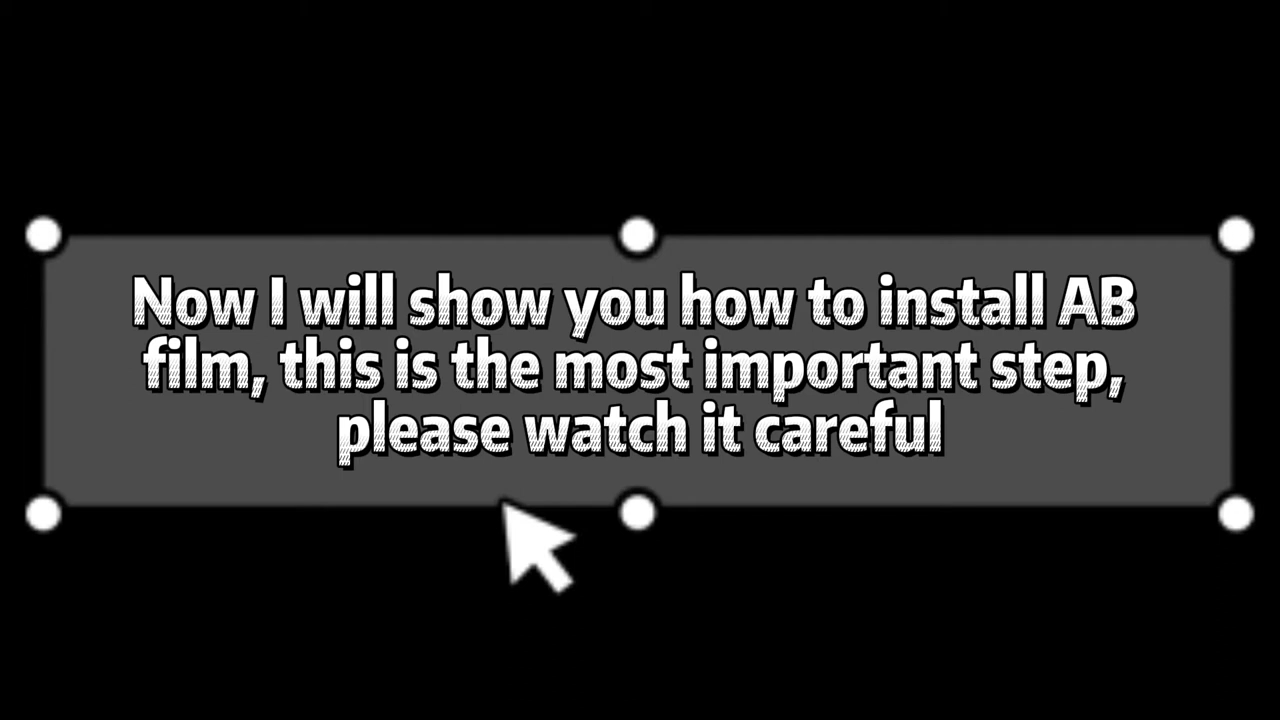 Now I will show you how to install AB
film, this is the most important step,
please watch it careful